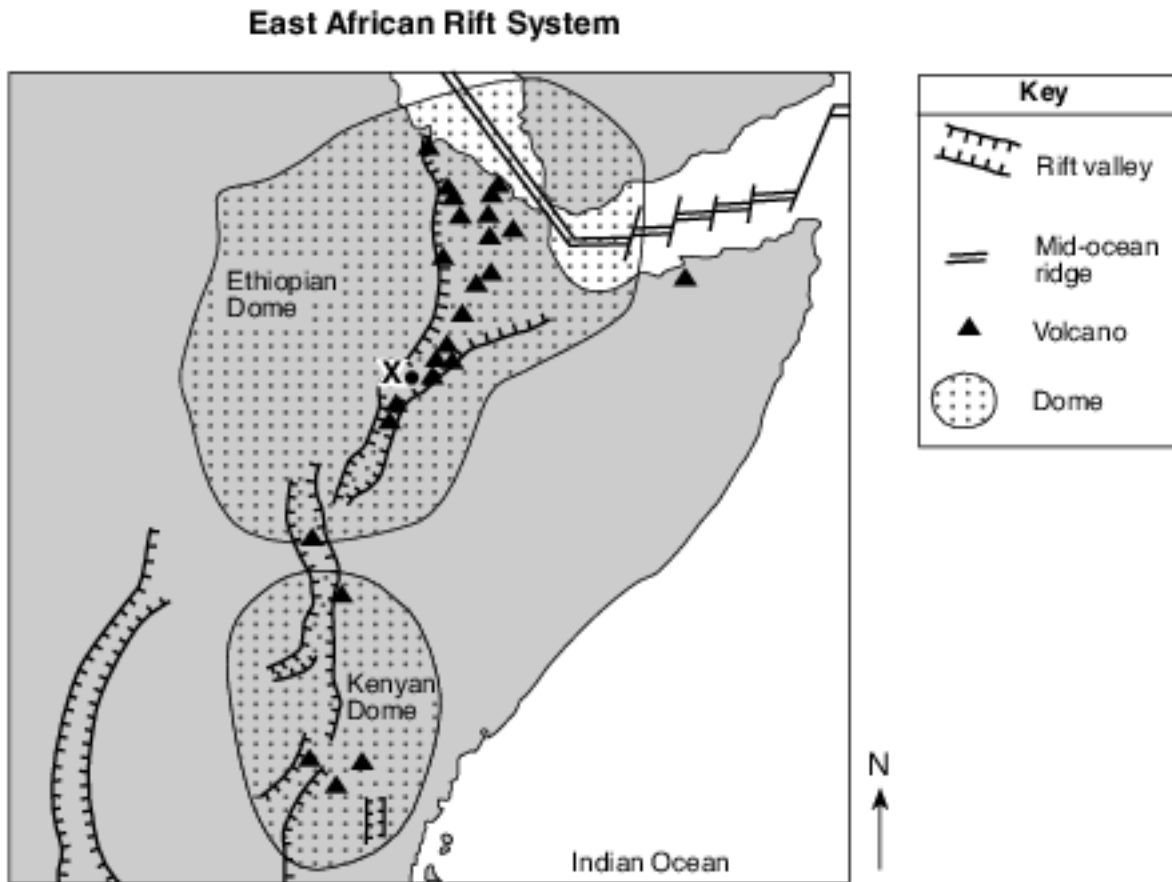 East African Rift System
Key
Rift valley
Mid-ocean
ridge
Volcano
Dome
Ethiopian
Dome
X
Kenyan
Dome
N
Indian Ocean